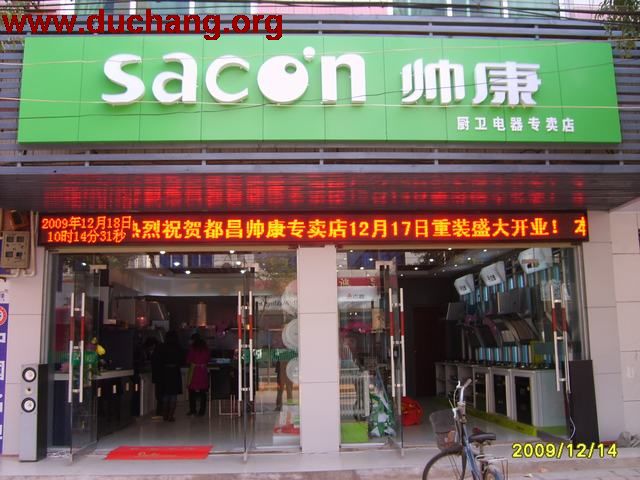 www.duchang.org
sacon 帅康
厨卫电器专卖店
2009年12月18日
10时14分31秒
热烈祝贺都昌帅康专卖店12月17日重装盛大开业！本
2009/12/14